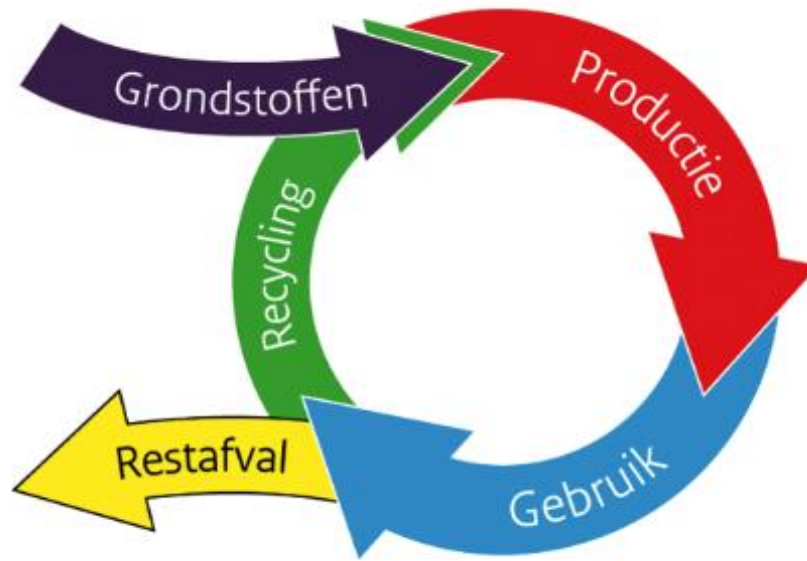 Grondstoffen
Productie
Recycling
Restafval
Gebruik